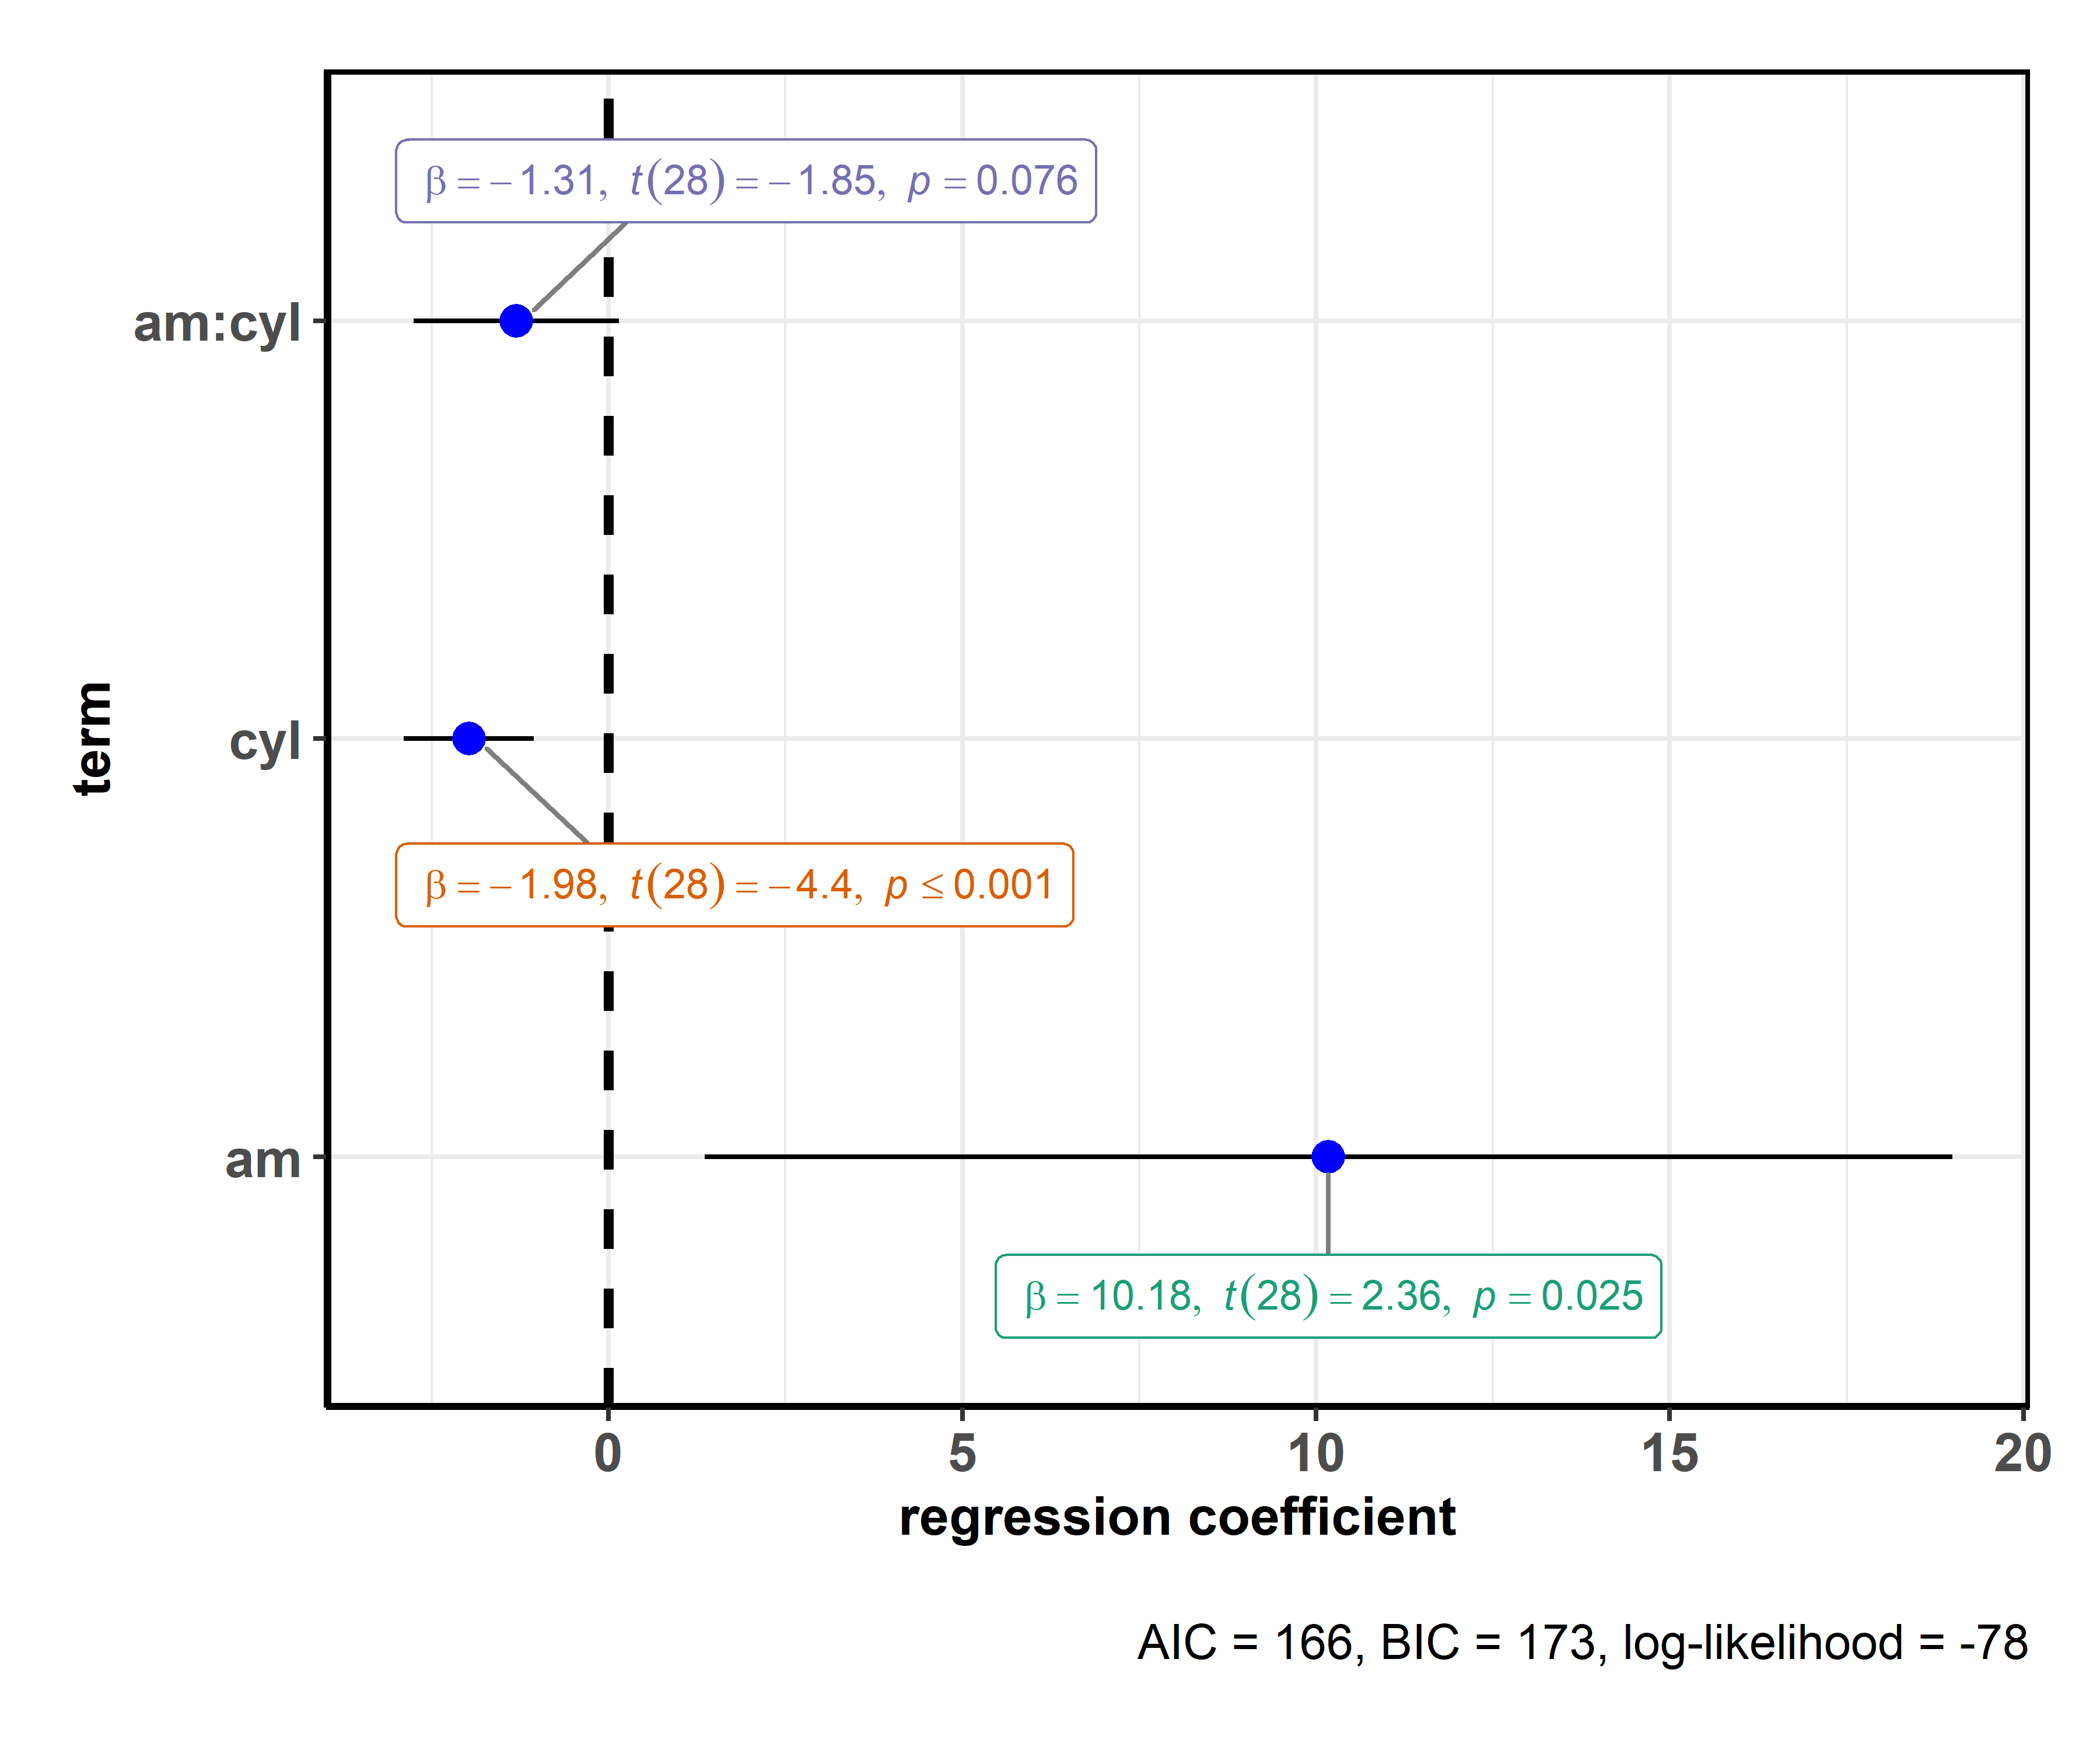 β = −1.31, t(28) = −1.85, p = 0.076
am:cyl
term
cyl
β = −1.98, t(28) = −4.4, p ≤ 0.001
am
β = 10.18, t(28) = 2.36, p = 0.025
0 5 10 15 20
regression coefficient
AIC = 166, BIC = 173, log-likelihood = -78